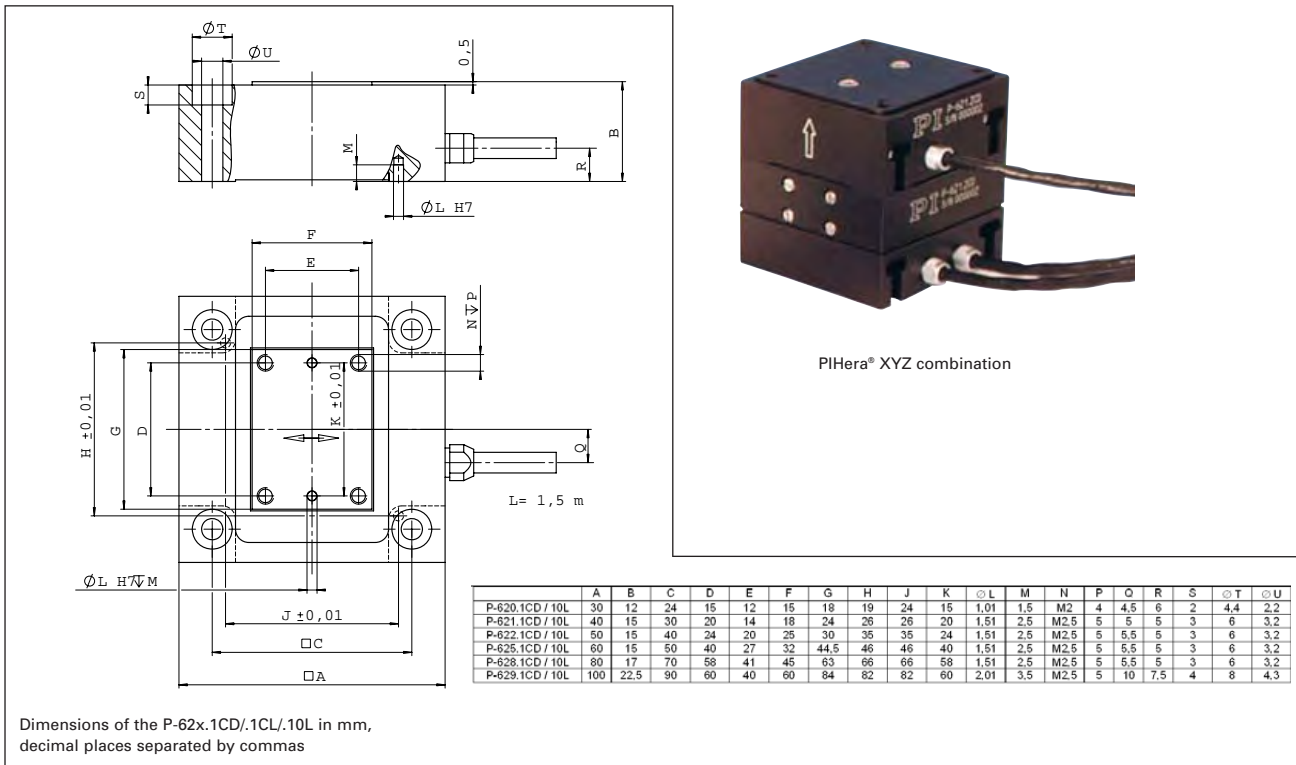 ØT
ØU
0,5
S
B
M
R
ØL H7
F
E
N↧P
H ±0,01
G
D
K ±0,01
Q
L= 1,5 m
ØL H7↧M
J ±0,01
□C
□A
PI P-621.ZCD
PI
PIHera® XYZ combination
A B C D E F G H J K ∅L M N P Q R S ∅T ∅U
P-620.1CD / 10L 30 12 24 15 12 15 18 19 24 15 1,01 1,5 M2 4 4,5 6 2 4,4 2,2
P-621.1CD / 10L 40 15 30 20 14 18 24 26 26 20 1,51 2,5 M2,5 5 5 5 3 6 3,2
P-622.1CD / 10L 50 15 40 24 20 25 30 35 35 24 1,51 2,5 M2,5 5 5,5 5 3 6 3,2
P-625.1CD / 10L 60 15 50 40 27 32 44,5 46 46 40 1,51 2,5 M2,5 5 5,5 5 3 6 3,2
P-628.1CD / 10L 80 17 70 58 41 45 63 66 66 58 1,51 2,5 M2,5 5 5,5 5 3 6 3,2
P-629.1CD / 10L 100 22,5 90 60 40 60 84 82 82 60 2,01 3,5 M2,5 5 10 7,5 4 8 4,3
Dimensions of the P-62x.1CD/.1CL/.10L in mm,
decimal places separated by commas